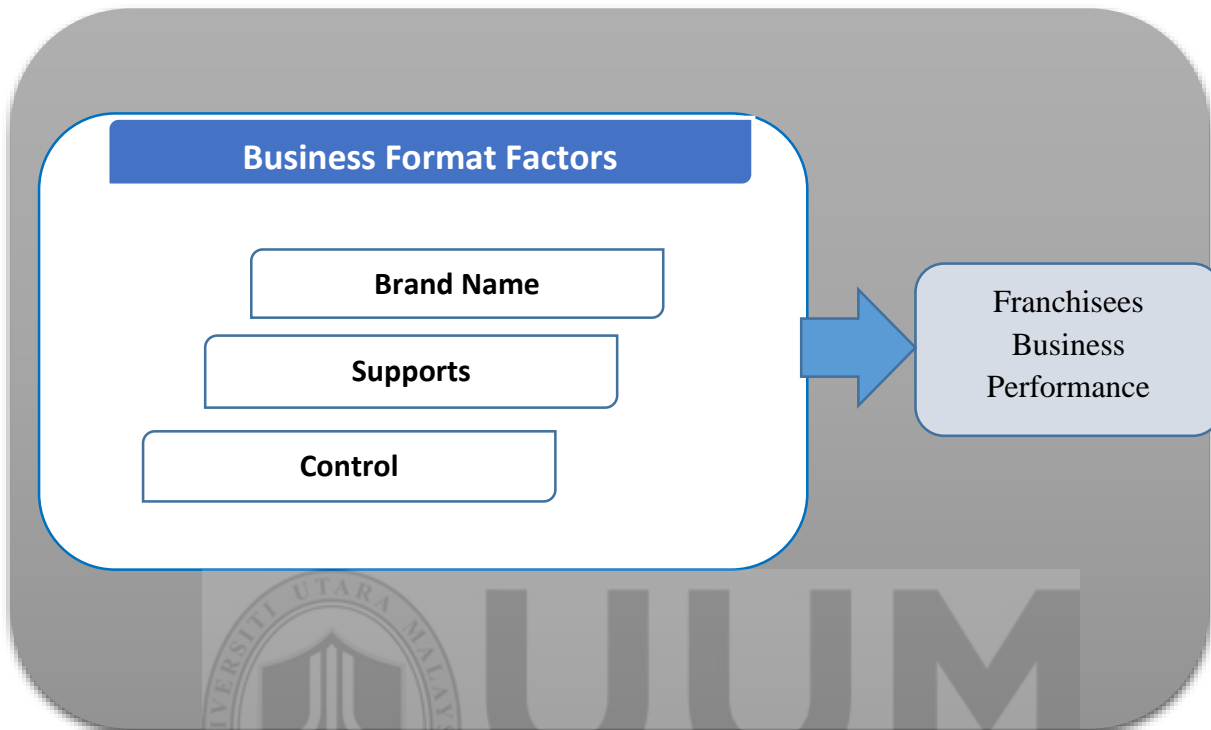 Business Format Factors
Brand Name
Supports
Control
Franchisees
Business
Performance
UTARA
UUM